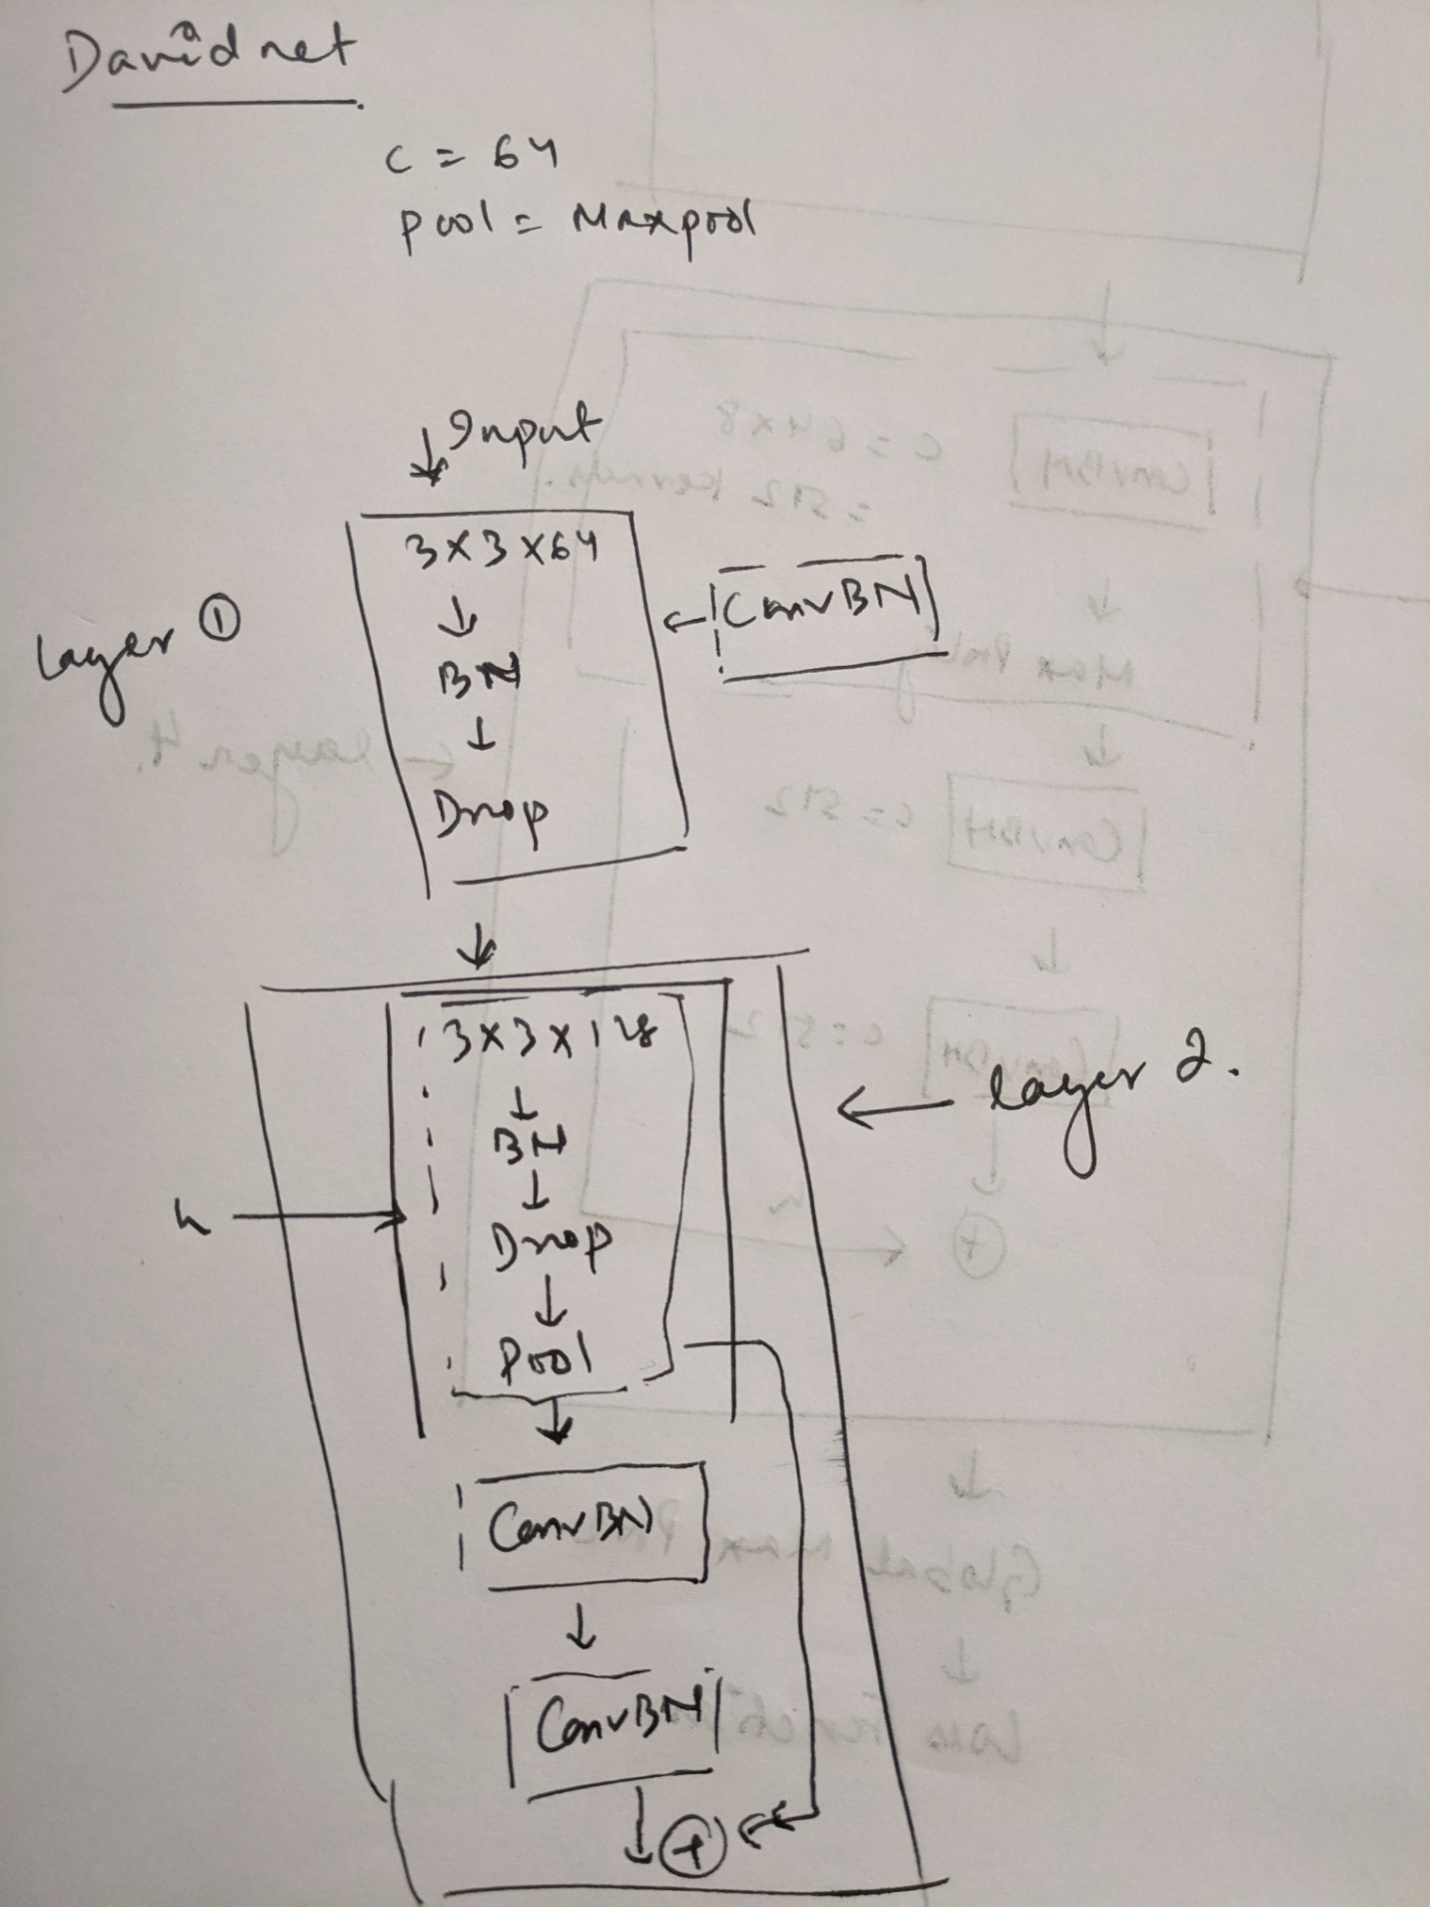 Davidnet
c = 64
pool = Maxpool
Input
3x3x64
ConvBN
Layer ①
BN
Drop
3x3x128
layer 2.
BN
h
Drop
Pool
ConvBN
ConvBN
+